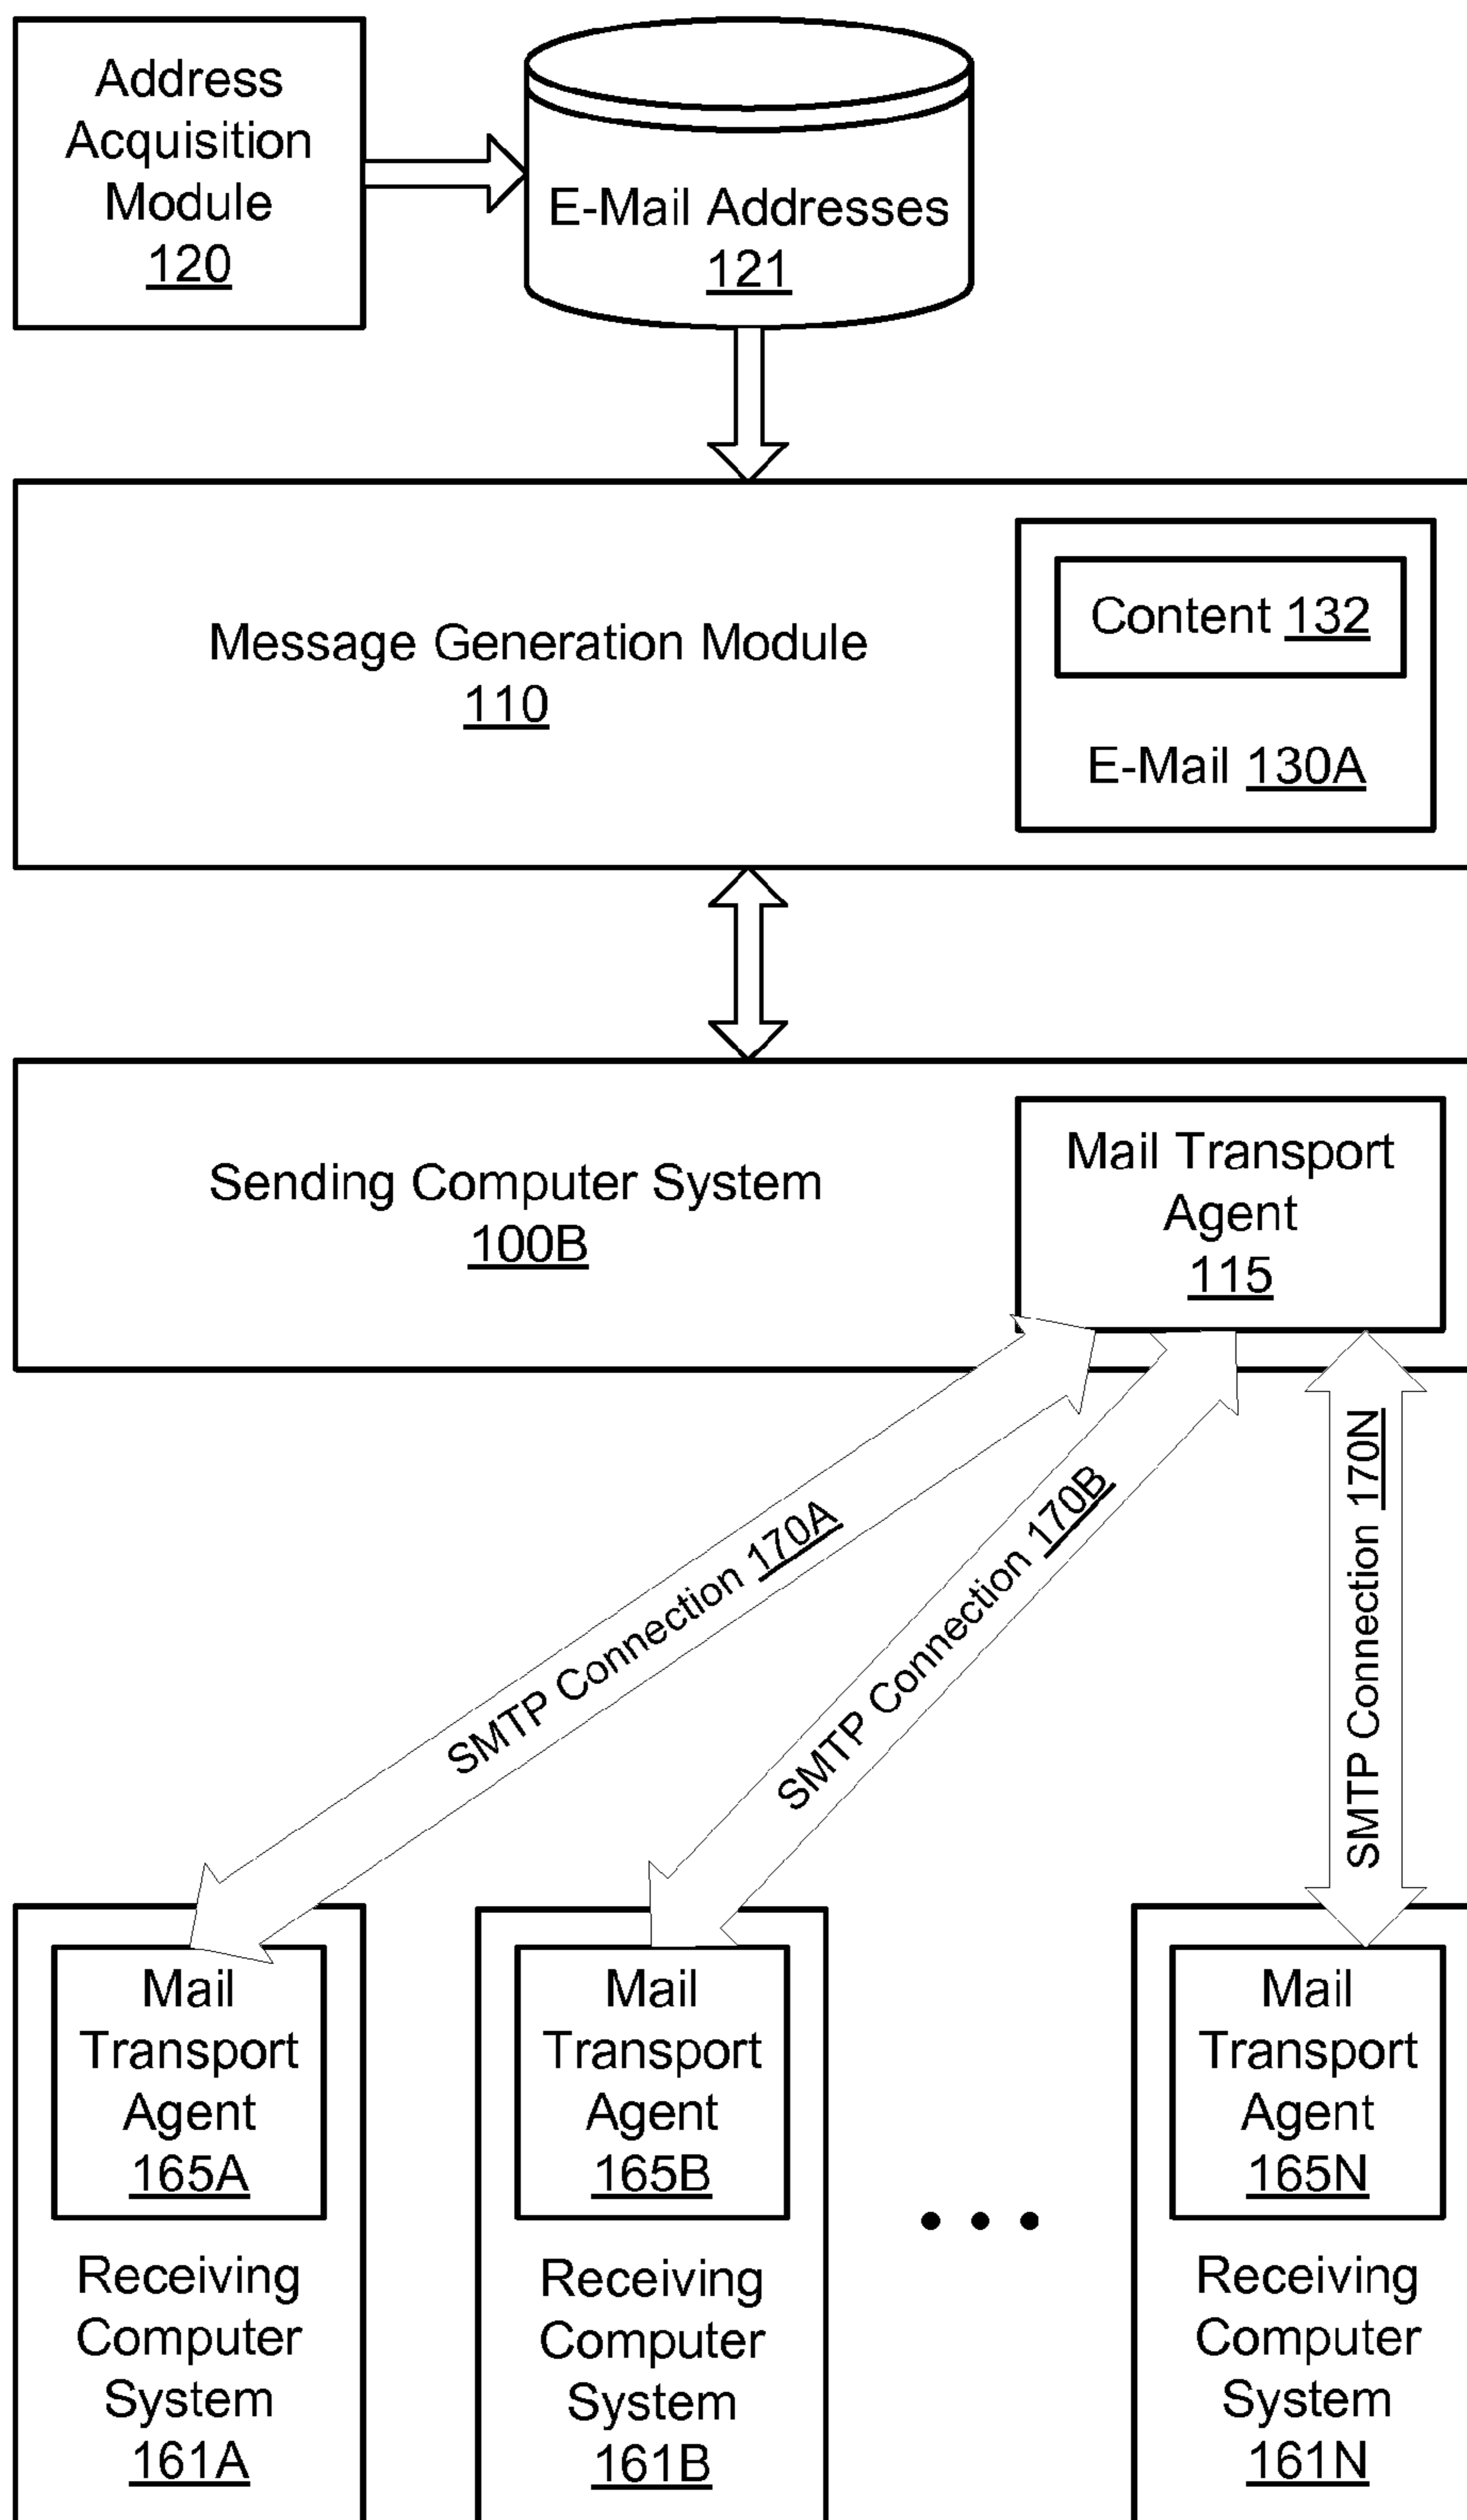 Address
Acquisition
Module
120
E-Mail Addresses
121
Message Generation Module
110
Content 132
E-Mail 130A
Sending Computer System
100B
Mail Transport
Agent
115
SMTP Connection 170A
SMTP Connection 170B
SMTP Connection 170N
Mail
Transport
Agent
165A
Receiving
Computer
System
161A
Mail
Transport
Agent
165B
Receiving
Computer
System
161B
Mail
Transport
Agent
165N
Receiving
Computer
System
161N